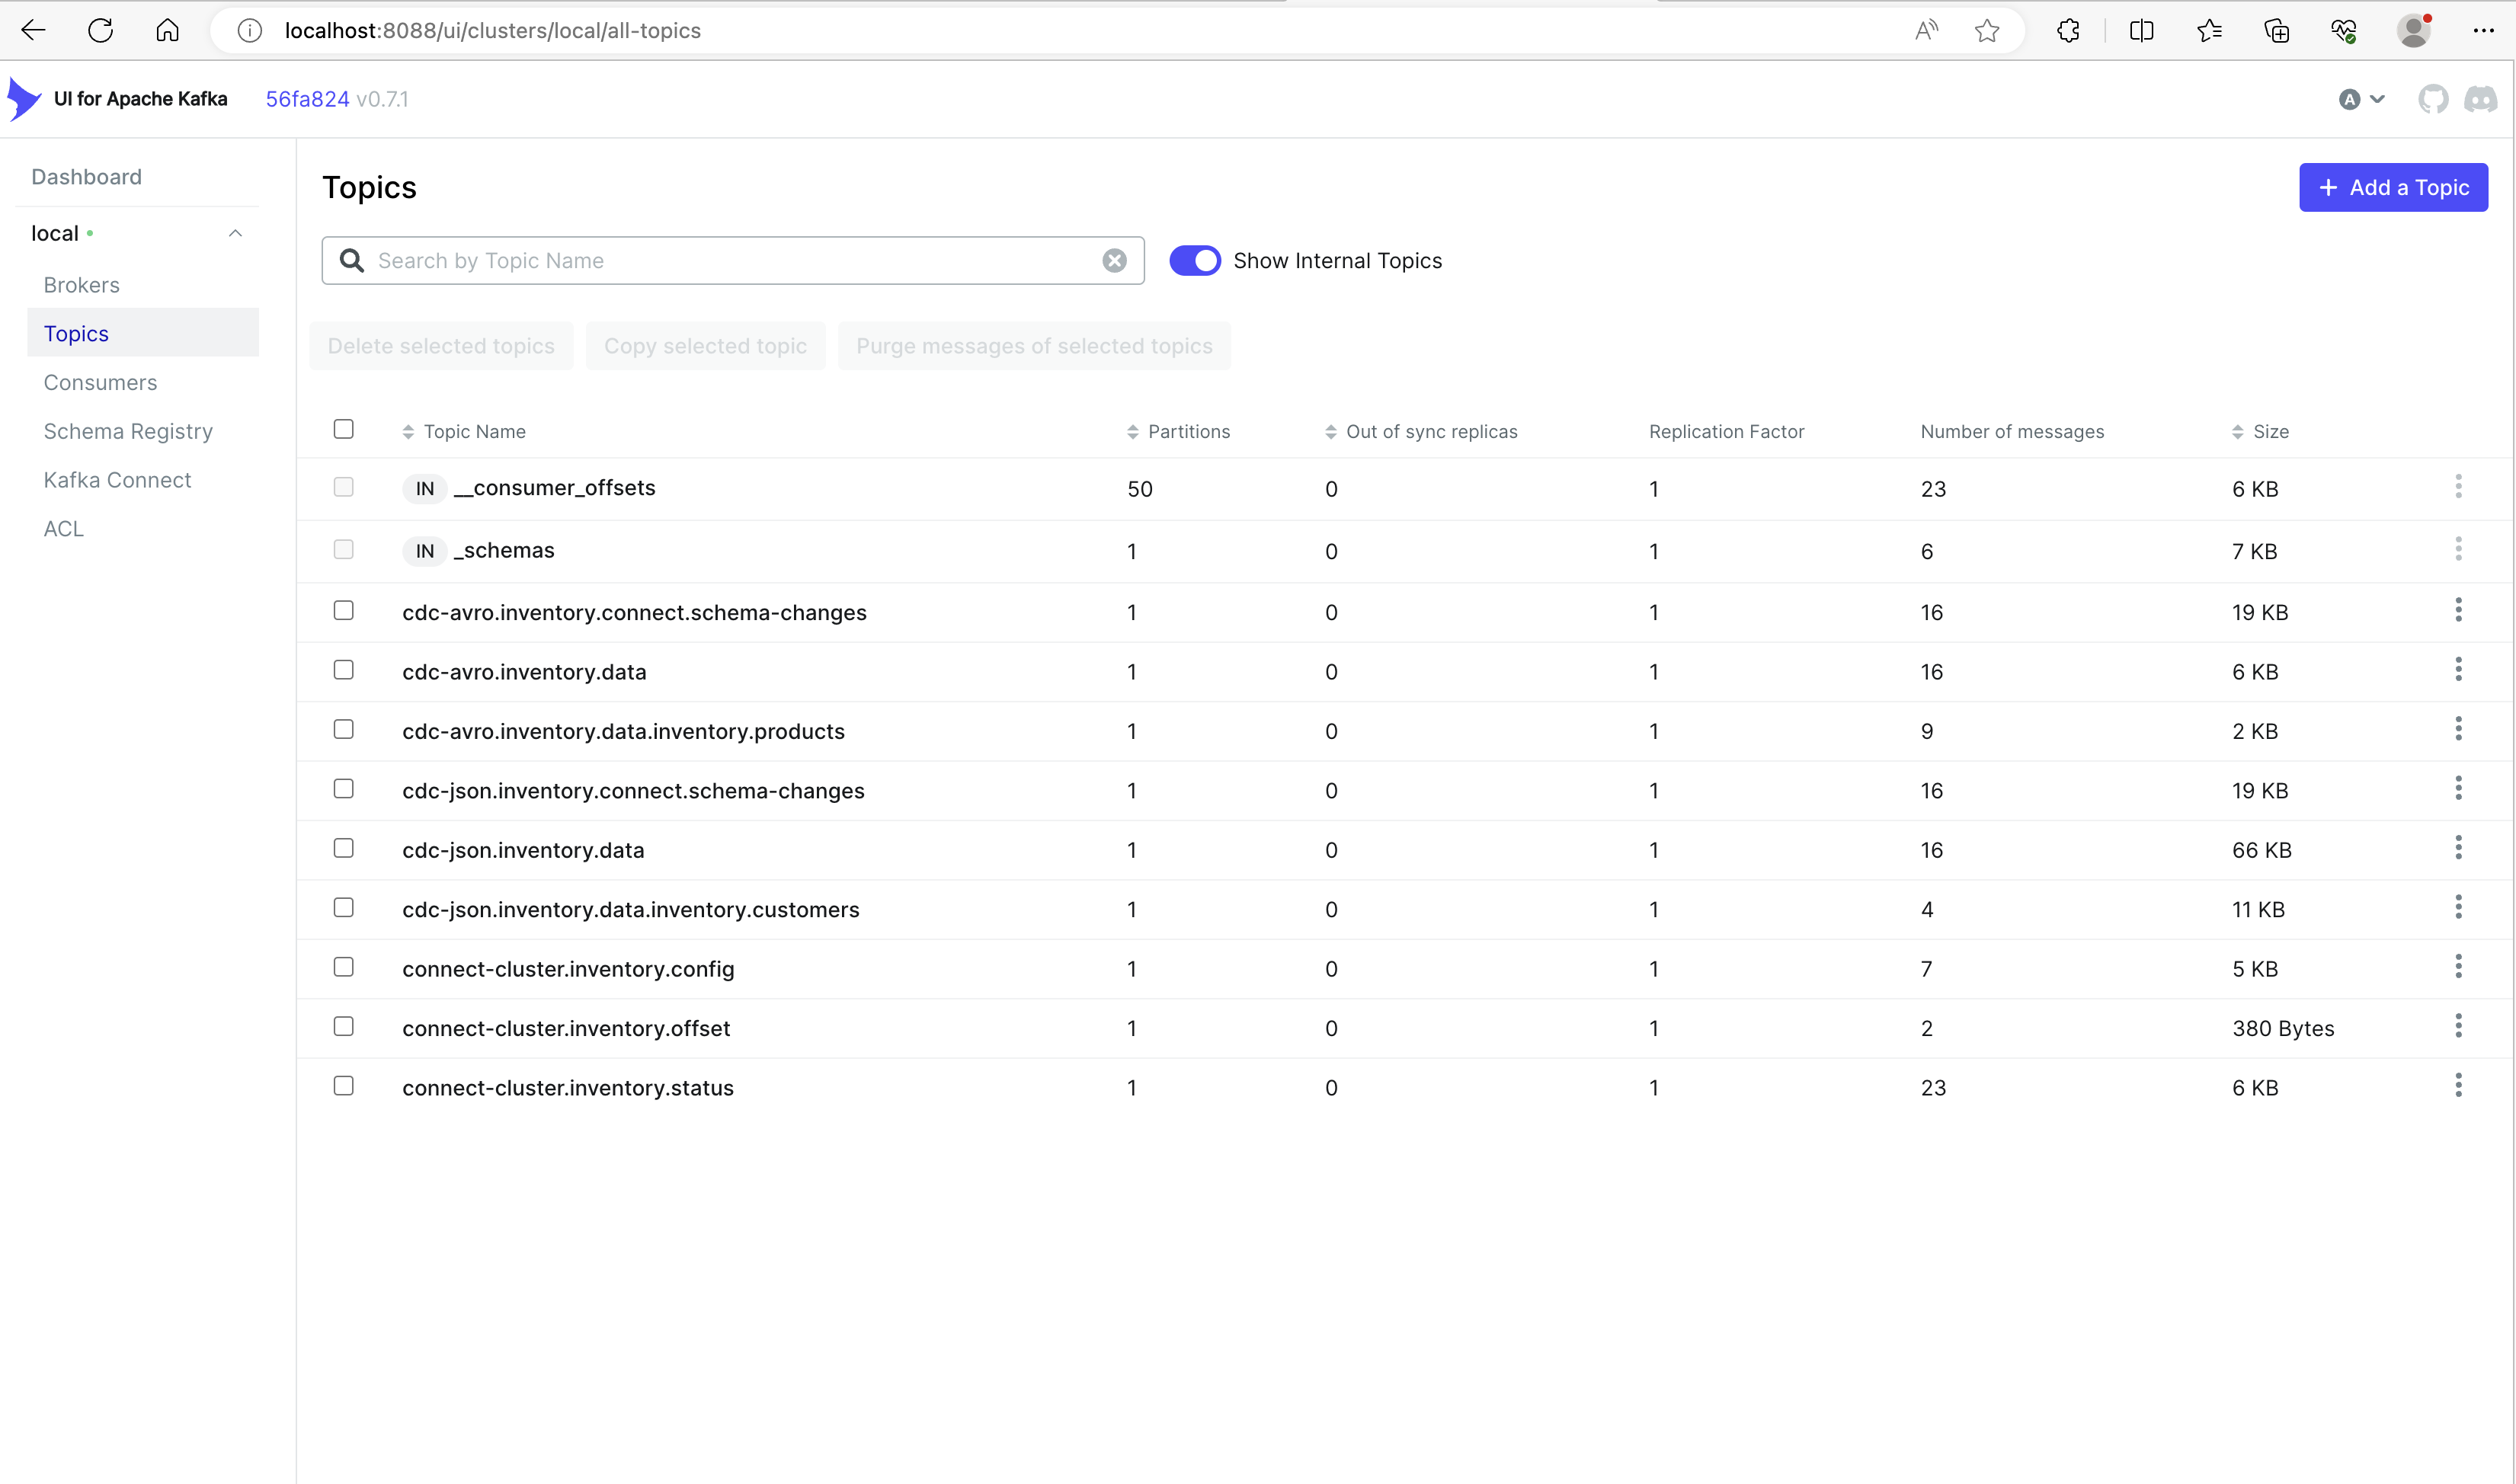 localhost:8088/ui/clusters/local/all-topics
UI for Apache Kafka 56fa824 v0.7.1
A
Dashboard
local
Brokers
Topics
Consumers
Schema Registry
Kafka Connect
ACL
Topics
+ Add a Topic
Search by Topic Name
Show Internal Topics
Delete selected topics Copy selected topic Purge messages of selected topics
Topic Name Partitions Out of sync replicas Replication Factor Number of messages Size
IN __consumer_offsets 50 0 1 23 6 KB
IN _schemas 1 0 1 6 7 KB
cdc-avro.inventory.connect.schema-changes 1 0 1 16 19 KB
cdc-avro.inventory.data 1 0 1 16 6 KB
cdc-avro.inventory.data.inventory.products 1 0 1 9 2 KB
cdc-json.inventory.connect.schema-changes 1 0 1 16 19 KB
cdc-json.inventory.data 1 0 1 16 66 KB
cdc-json.inventory.data.inventory.customers 1 0 1 4 11 KB
connect-cluster.inventory.config 1 0 1 7 5 KB
connect-cluster.inventory.offset 1 0 1 2 380 Bytes
connect-cluster.inventory.status 1 0 1 23 6 KB